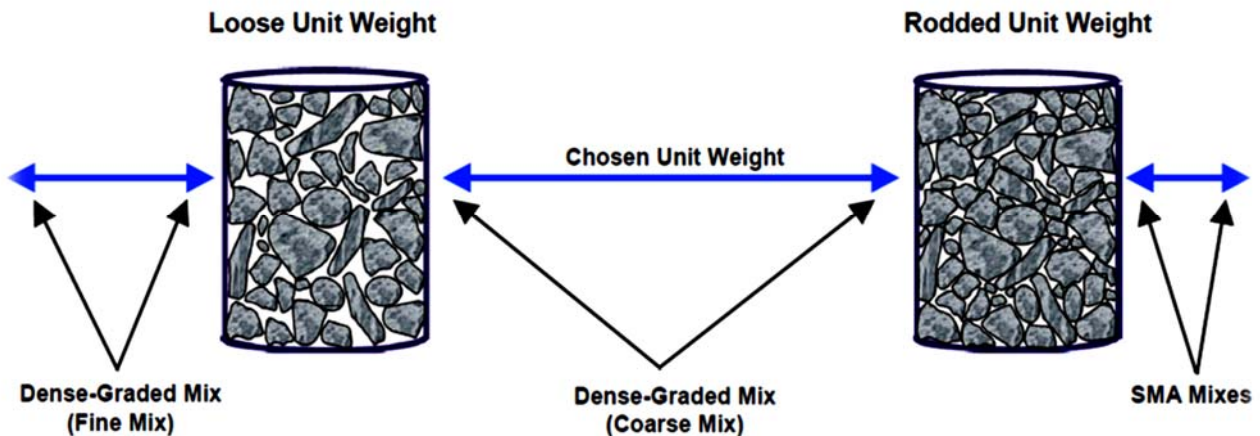 Loose Unit Weight
Rodded Unit Weight
Chosen Unit Weight
Dense-Graded Mix
(Fine Mix)
Dense-Graded Mix
(Coarse Mix)
SMA Mixes